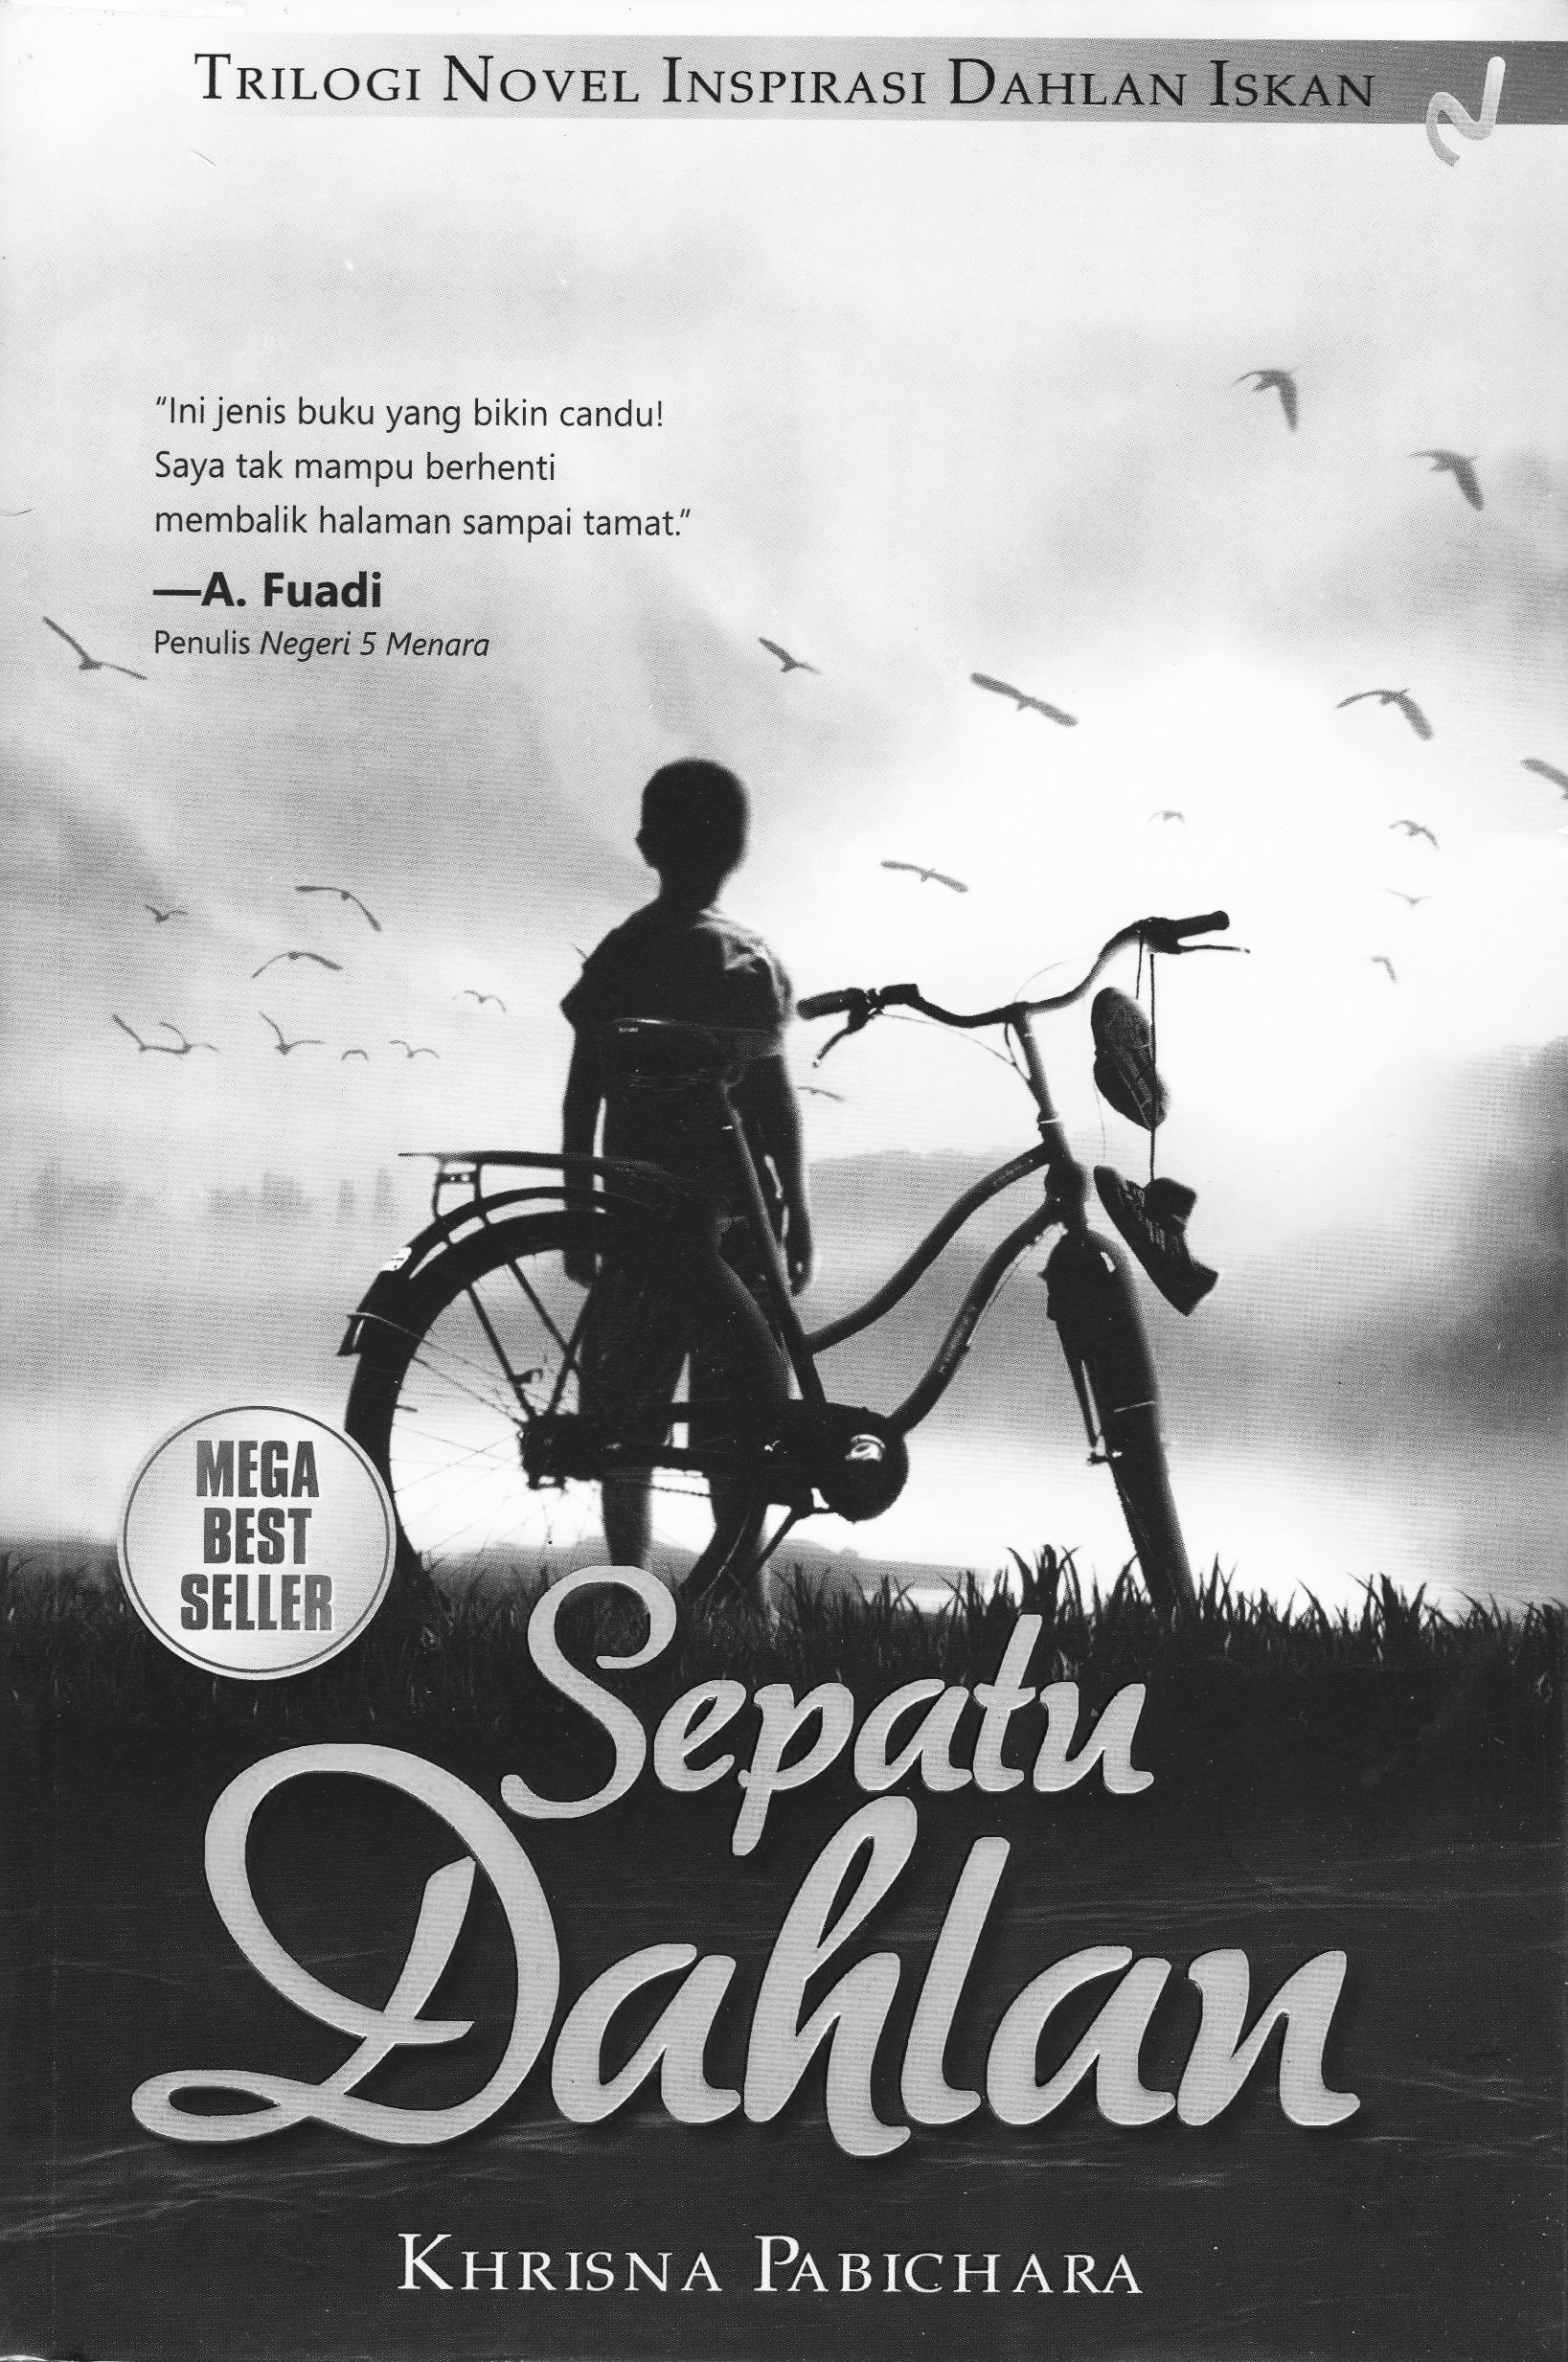 TRILOGI NOVEL INSPIRASI DAHLAN ISKAN
“Ini jenis buku yang bikin candu!
Saya tak mampu berhenti
membalik halaman sampai tamat.”
—A. Fuadi
Penulis Negeri 5 Menara
MEGA
BEST
SELLER
Sepatu
Dahlan
KHRISNA PABICHARA